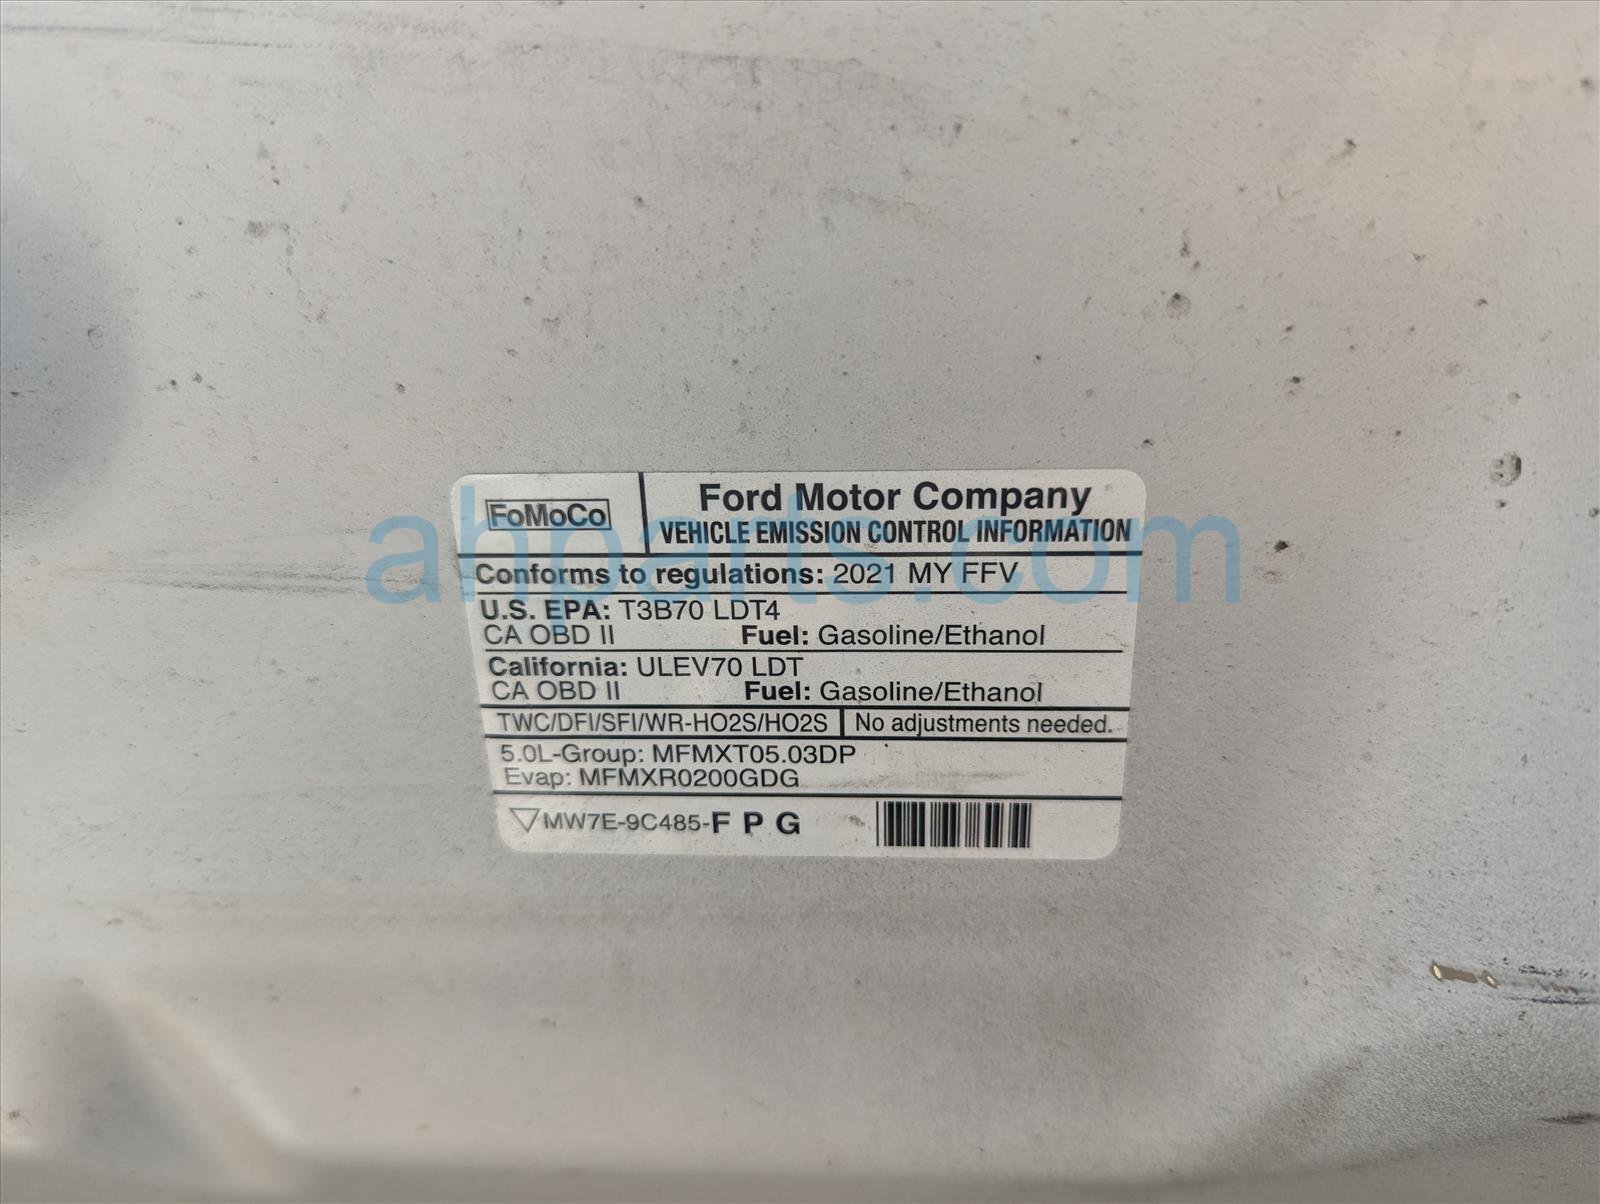 FoMoCo
Ford Motor Company
VEHICLE EMISSION CONTROL INFORMATION
Conforms to regulations: 2021 MY FFV
U.S. EPA: T3B70 LDT4
CA OBD II Fuel: Gasoline/Ethanol
California: ULEV70 LDT
CA OBD II Fuel: Gasoline/Ethanol
TWC/DFI/SFI/WR-HO2S/HO2S No adjustments needed.
5.0L-Group: MFMXT05.03DP
Evap: MFMXR0200GDG
▽MW7E-9C485-F P G
ahparts.com